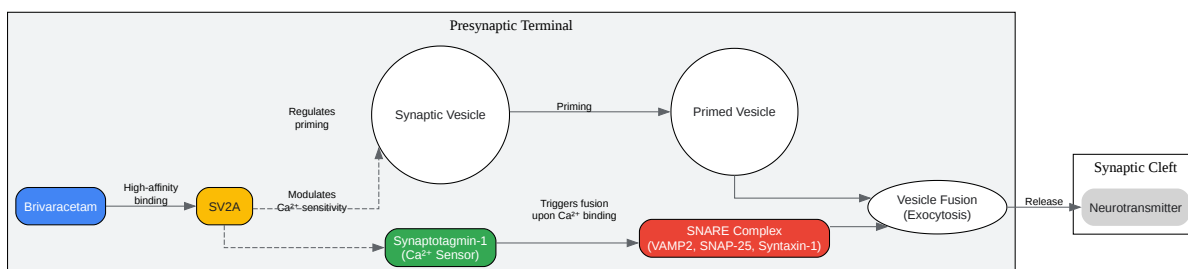 Presynaptic Terminal
Regulates
priming
Synaptic Vesicle
Priming
Primed Vesicle
Brivaracetam
High-affinity
binding
SV2A
Modulates
Ca²⁺ sensitivity
Synaptotagmin-1
(Ca²⁺ Sensor)
Triggers fusion
upon Ca²⁺ binding
SNARE Complex
(VAMP2, SNAP-25, Syntaxin-1)
Vesicle Fusion
(Exocytosis)
Release
Synaptic Cleft
Neurotransmitter